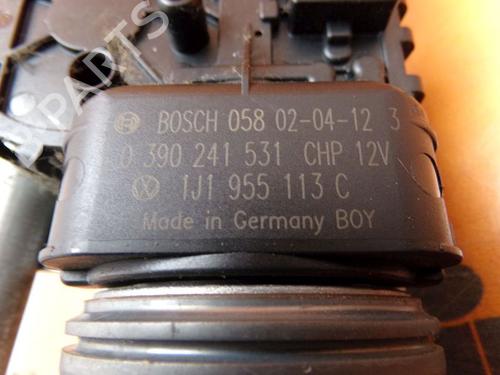 BOSCH 058 02-04-12 3
0 390 241 531 CHP 12V
1J1 955 113 C
Made in Germany BOY